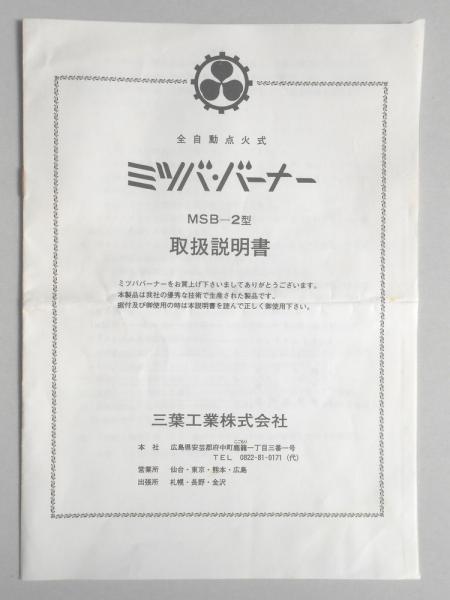 全自動点火式
ミツバ・バーナー
MSB-2型
取扱説明書
ミツババーナーをお買上げ下さいましてありがとうございます。
本製品は我社の優秀な技術で生産された製品です。
据付及び御使用の時は本説明書を読んで正しく御使用下さい。
三葉工業株式会社
こごもり
本社 広島県安芸郡府中町鹿籠一丁目三番一号
TEL 0822-81-0171(代)
営業所 仙台・東京・熊本・広島
出張所 札幌・長野・金沢